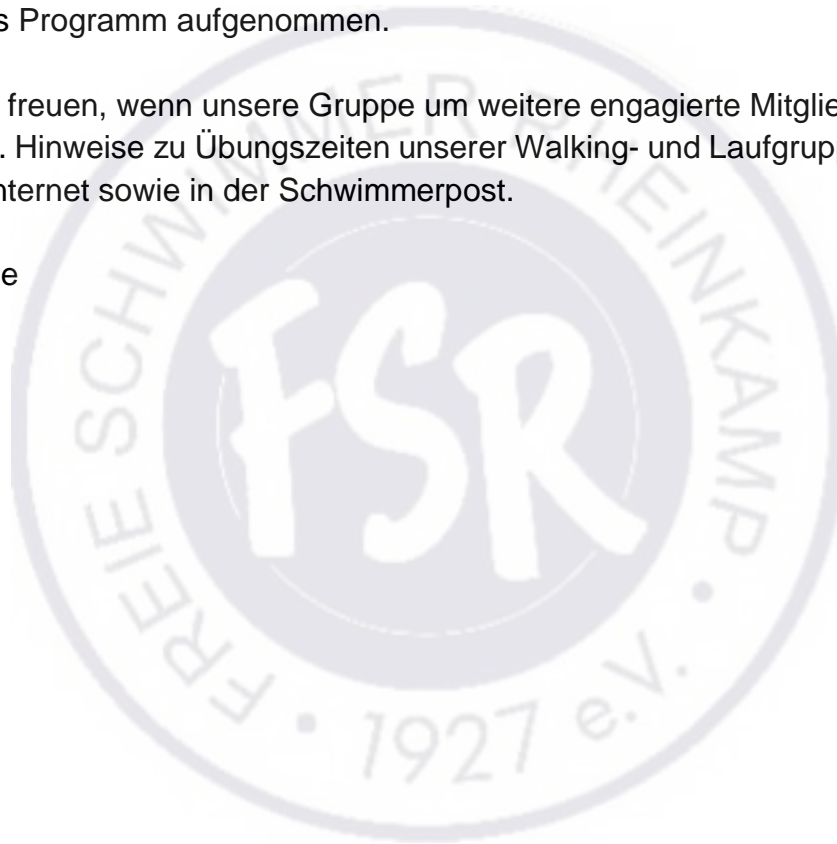 s Programm aufgenommen.
freuen, wenn unsere Gruppe um weitere engagierte Mitglie
. Hinweise zu Übungszeiten unserer Walking- und Laufgrupp
nternet sowie in der Schwimmerpost.
e
FREIE SCHWIMMER RHEINKAMP
FSR
• 1927 e.V. •